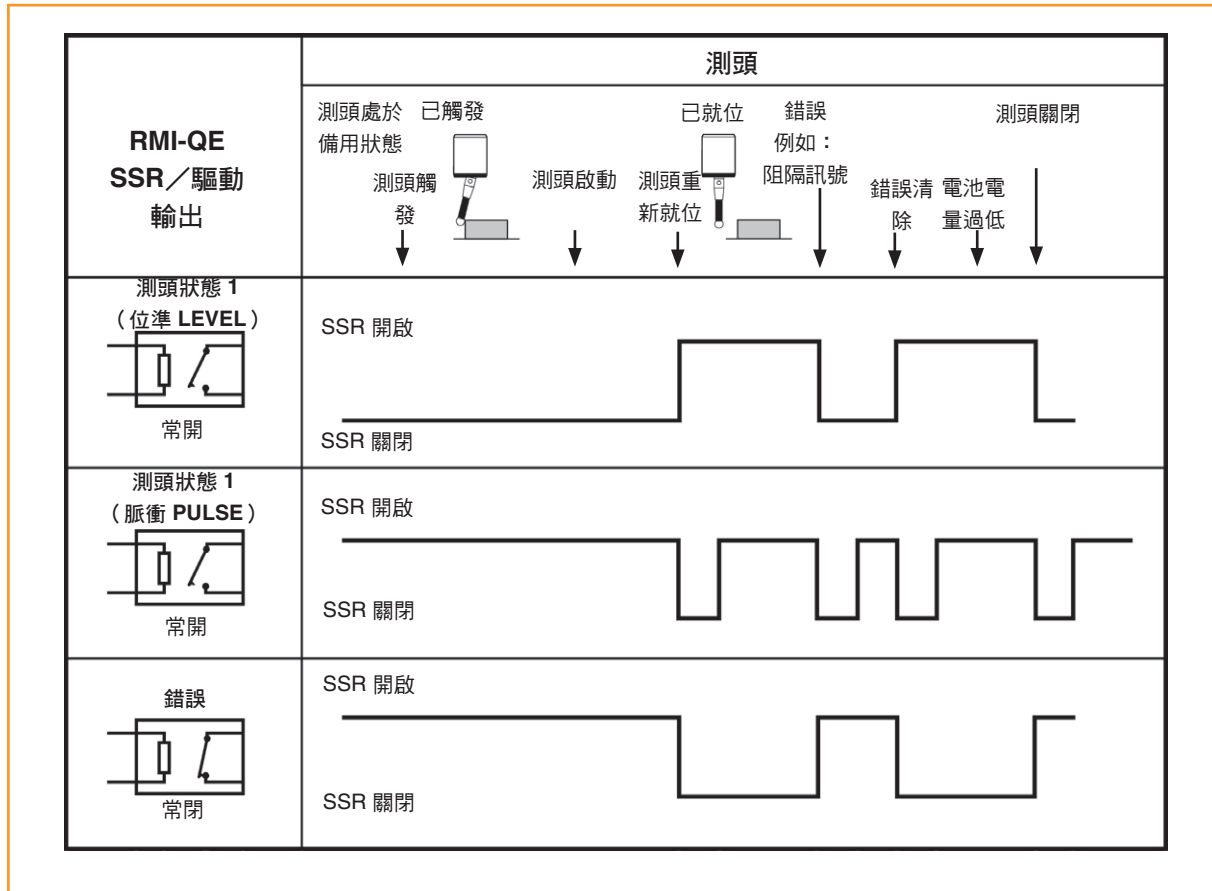 測頭
RMI-QE
SSR／驅動
輸出
測頭處於
備用狀態
測頭觸
發
已觸發
測頭啟動
測頭重
新就位
已就位
錯誤
例如：
阻隔訊號
錯誤清
除
電池電
量過低
測頭關閉
測頭狀態 1
（位準 LEVEL）
常開
SSR 開啟
SSR 關閉
測頭狀態 1
（脈衝 PULSE）
常開
SSR 開啟
SSR 關閉
錯誤
常閉
SSR 開啟
SSR 關閉